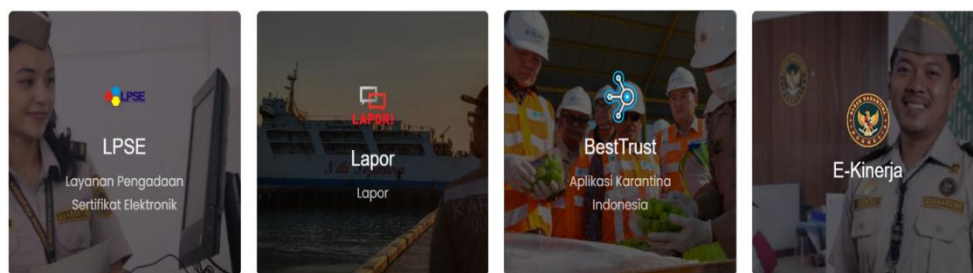 LPSE
LPSE
Layanan Pengadaan
Sertifikat Elektronik
LAPOR!
Lapor
Lapor
BestTrust
Aplikasi Karantina
Indonesia
E-Kinerja